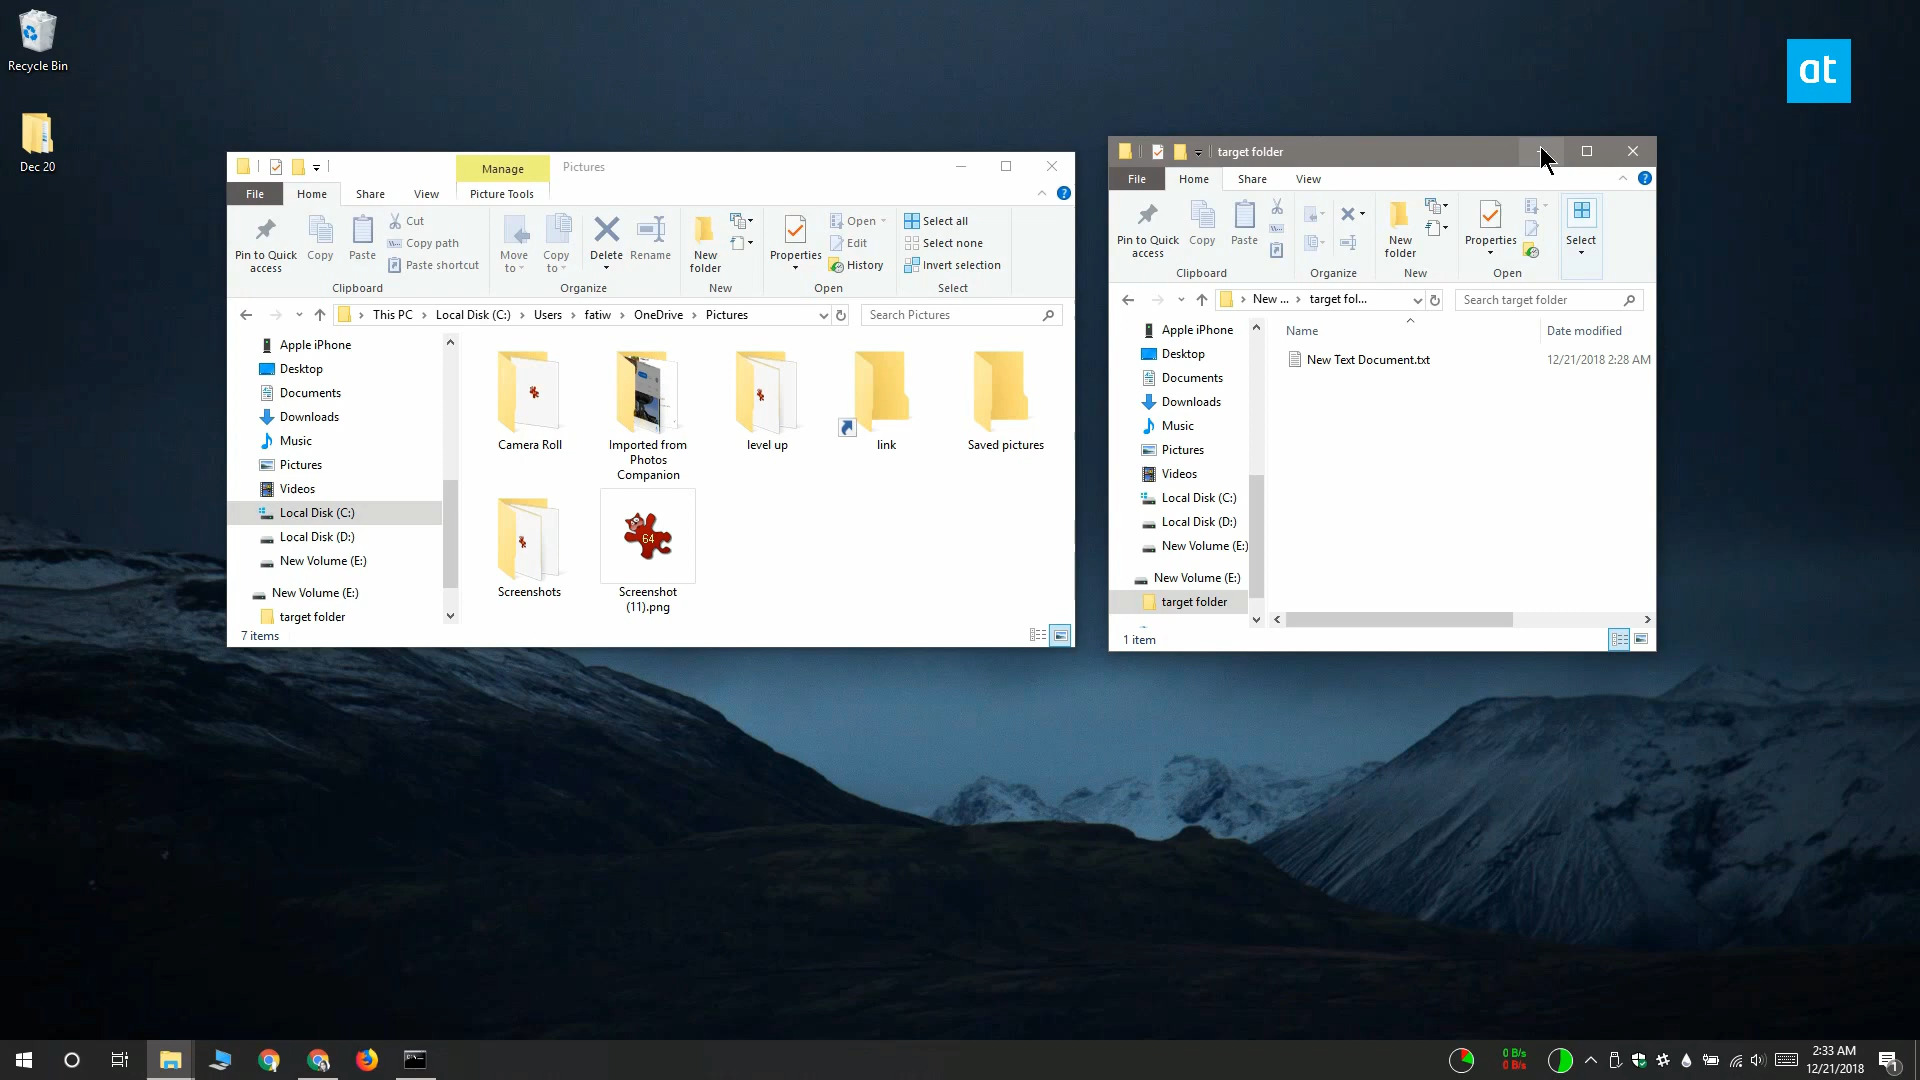 Recycle Bin
Dec 20
at
Manage
Pictures
File
Home
Share
View
Picture Tools
Pin to Quick
access
Copy
Paste
Cut
Copy path
Paste shortcut
Clipboard
Move
to
Copy
to
Delete
Rename
Organize
New
folder
New
Properties
Open
Edit
History
Open
Select all
Select none
Invert selection
Select
This PC
Local Disk (C:)
Users
fatiw
OneDrive
Pictures
Search Pictures
Apple iPhone
Desktop
Documents
Downloads
Music
Pictures
Videos
Local Disk (C:)
Local Disk (D:)
New Volume (E:)
New Volume (E:)
target folder
Camera Roll
Imported from
Photos
Companion
level up
link
Saved pictures
Screenshots
64
Screenshot
(11).png
7 items
target folder
File
Home
Share
View
Pin to Quick
access
Copy
Paste
Clipboard
Organize
New
folder
New
Properties
Open
Select
New ...
target fol...
Search target folder
Apple iPhone
Desktop
Documents
Downloads
Music
Pictures
Videos
Local Disk (C:)
Local Disk (D:)
New Volume (E:)
New Volume (E:)
target folder
Name
Date modified
New Text Document.txt
12/21/2018 2:28 AM
1 item
0 B/s
0 B/s
2:33 AM
12/21/2018
1